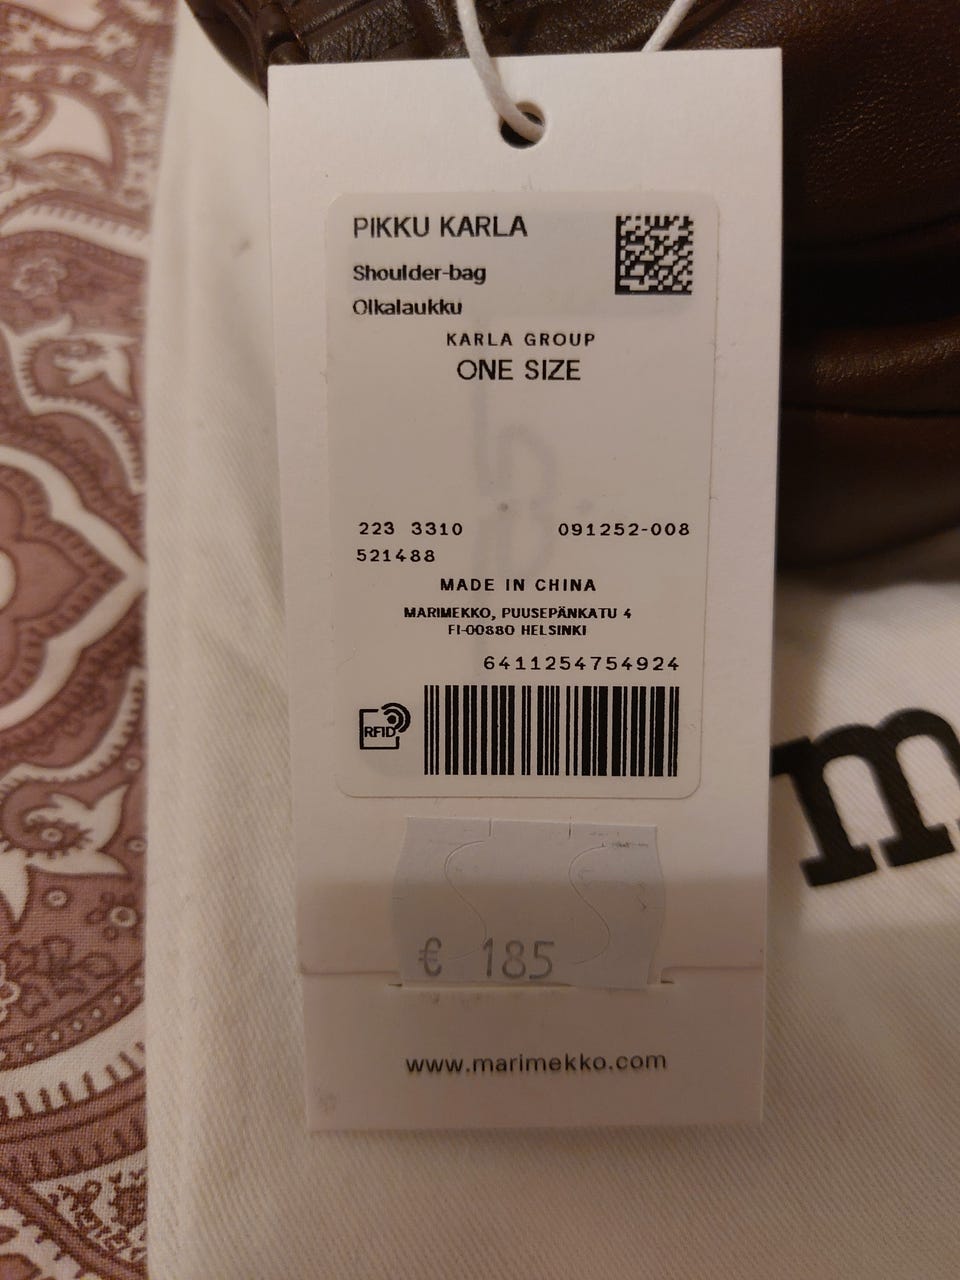 PIKKU KARLA
Shoulder-bag
Olkalaukku
KARLA GROUP
ONE SIZE
223 3310 091252-008
521488
MADE IN CHINA
MARIMEKKO, PUUSEPÄNKATU 4
FI-00880 HELSINKI
6411254754924
RFID
€ 185
www.marimekko.com
m